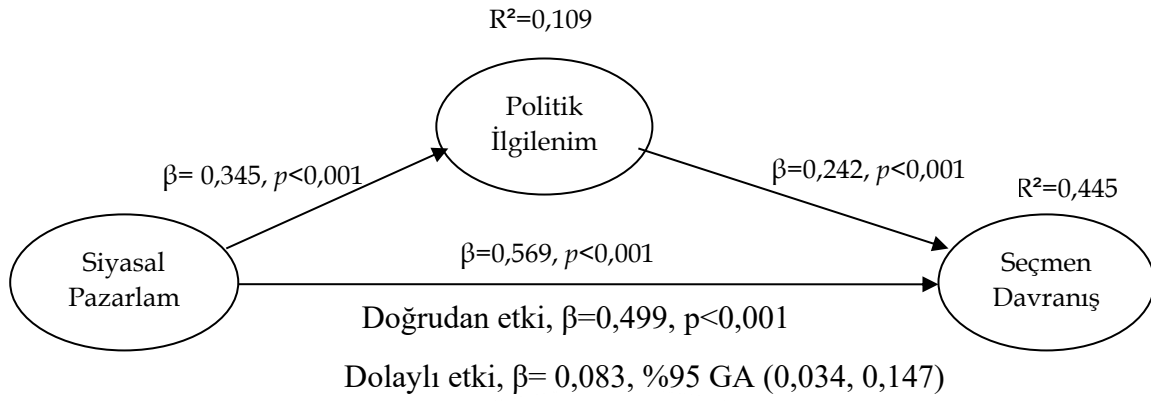 R²=0,109
Politik
İlgilenim
β= 0,345, p<0,001
β=0,242, p<0,001
R²=0,445
Siyasal
Pazarlam
β=0,569, p<0,001
Seçmen
Davranış
Doğrudan etki, β=0,499, p<0,001
Dolaylı etki, β= 0,083, %95 GA (0,034, 0,147)